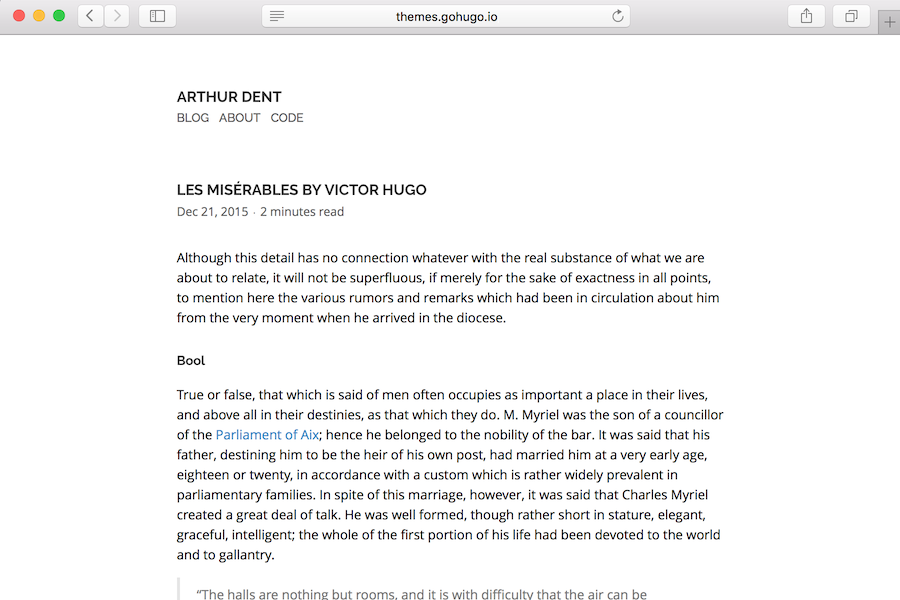 themes.gohugo.io
ARTHUR DENT
BLOG ABOUT CODE
LES MISÉRABLES BY VICTOR HUGO
Dec 21, 2015 · 2 minutes read
Although this detail has no connection whatever with the real substance of what we are
about to relate, it will not be superfluous, if merely for the sake of exactness in all points,
to mention here the various rumors and remarks which had been in circulation about him
from the very moment when he arrived in the diocese.
Bool
True or false, that which is said of men often occupies as important a place in their lives,
and above all in their destinies, as that which they do. M. Myriel was the son of a councillor
of the Parliament of Aix; hence he belonged to the nobility of the bar. It was said that his
father, destining him to be the heir of his own post, had married him at a very early age,
eighteen or twenty, in accordance with a custom which is rather widely prevalent in
parliamentary families. In spite of this marriage, however, it was said that Charles Myriel
created a great deal of talk. He was well formed, though rather short in stature, elegant,
graceful, intelligent; the whole of the first portion of his life had been devoted to the world
and to gallantry.
“The halls are nothing but rooms, and it is with difficulty that the air can be